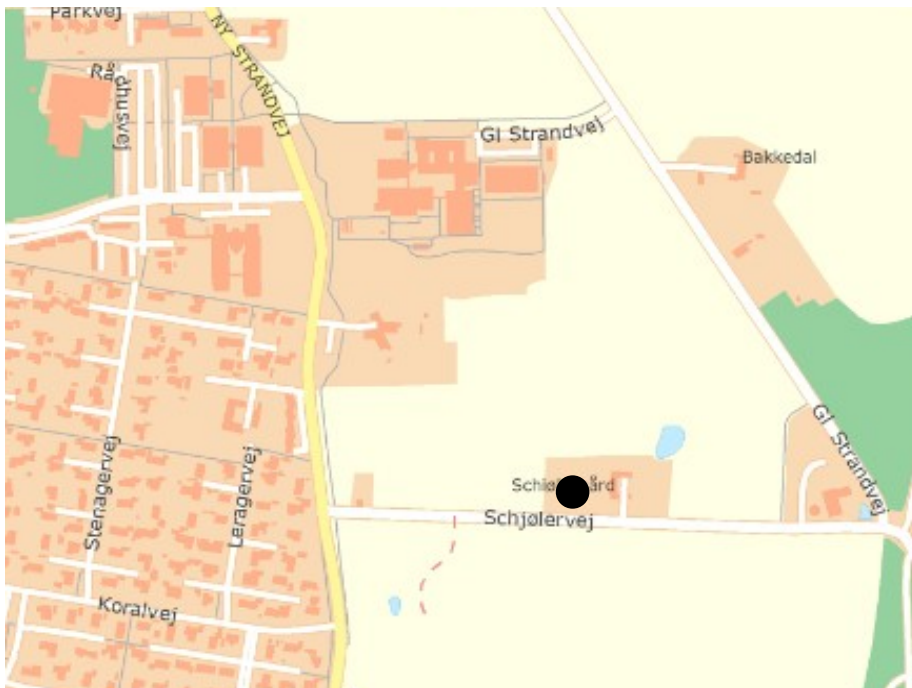 Parkvej
NY STRANDVEJ
Rådhusvej
Gl Strandvej
Bakkedal
Gl Strandvej
Stenagervej
Leragervej
Schjølervej
Koralvej